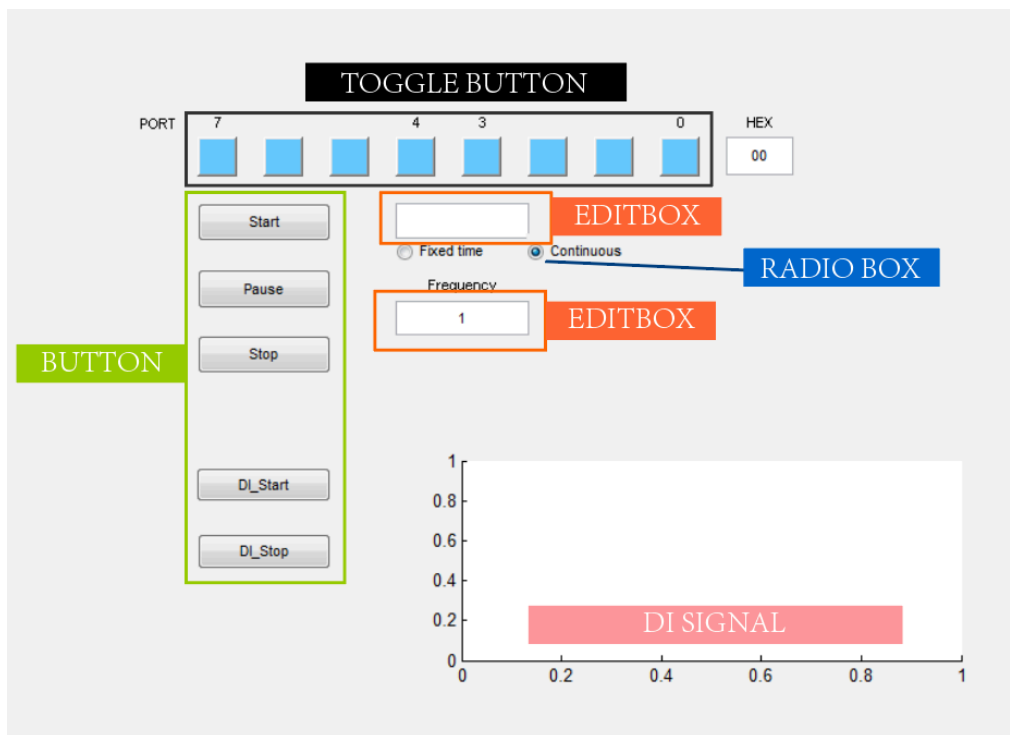 TOGGLE BUTTON
PORT 7 4 3 0 HEX
00
Start
EDITBOX
Fixed time Continuous
RADIO BOX
Pause
Frequency
1
EDITBOX
Stop
BUTTON
DI_Start
DI_Stop
1
0.8
0.6
0.4
0.2
DI SIGNAL
0
0 0.2 0.4 0.6 0.8 1